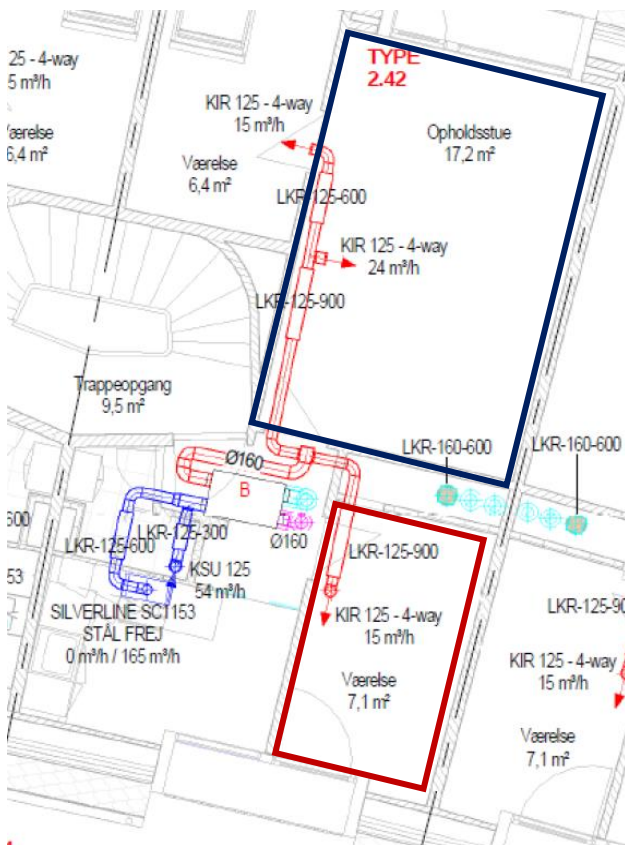 25 - 4-way
5 m³/h
Værelse
6,4 m²
KIR 125 - 4-way
15 m³/h
Værelse
6,4 m²
TYPE
2.42
Opholdsstue
17,2 m²
LKR-125-600
KIR 125 - 4-way
24 m³/h
LKR-125-900
Trappeopgang
9,5 m²
Ø160
B
Ø160
LKR-160-600
LKR-160-600
LKR-125-300
LKR-125-600
KSU 125
54 m³/h
SILVERLINE SC1153
STÅL FREJ
0 m³/h / 165 m³/h
600
53
LKR-125-900
KIR 125 - 4-way
15 m³/h
Værelse
7,1 m²
LKR-125-90
KIR 125 - 4-way
15 m³/h
Værelse
7,1 m²